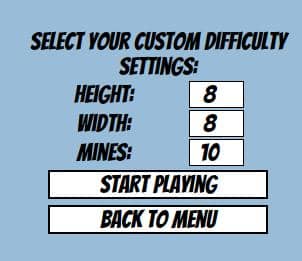 SELECT YOUR CUSTOM DIFFICULTY
SETTINGS:
HEIGHT: 8
WIDTH: 8
MINES: 10
START PLAYING
BACK TO MENU